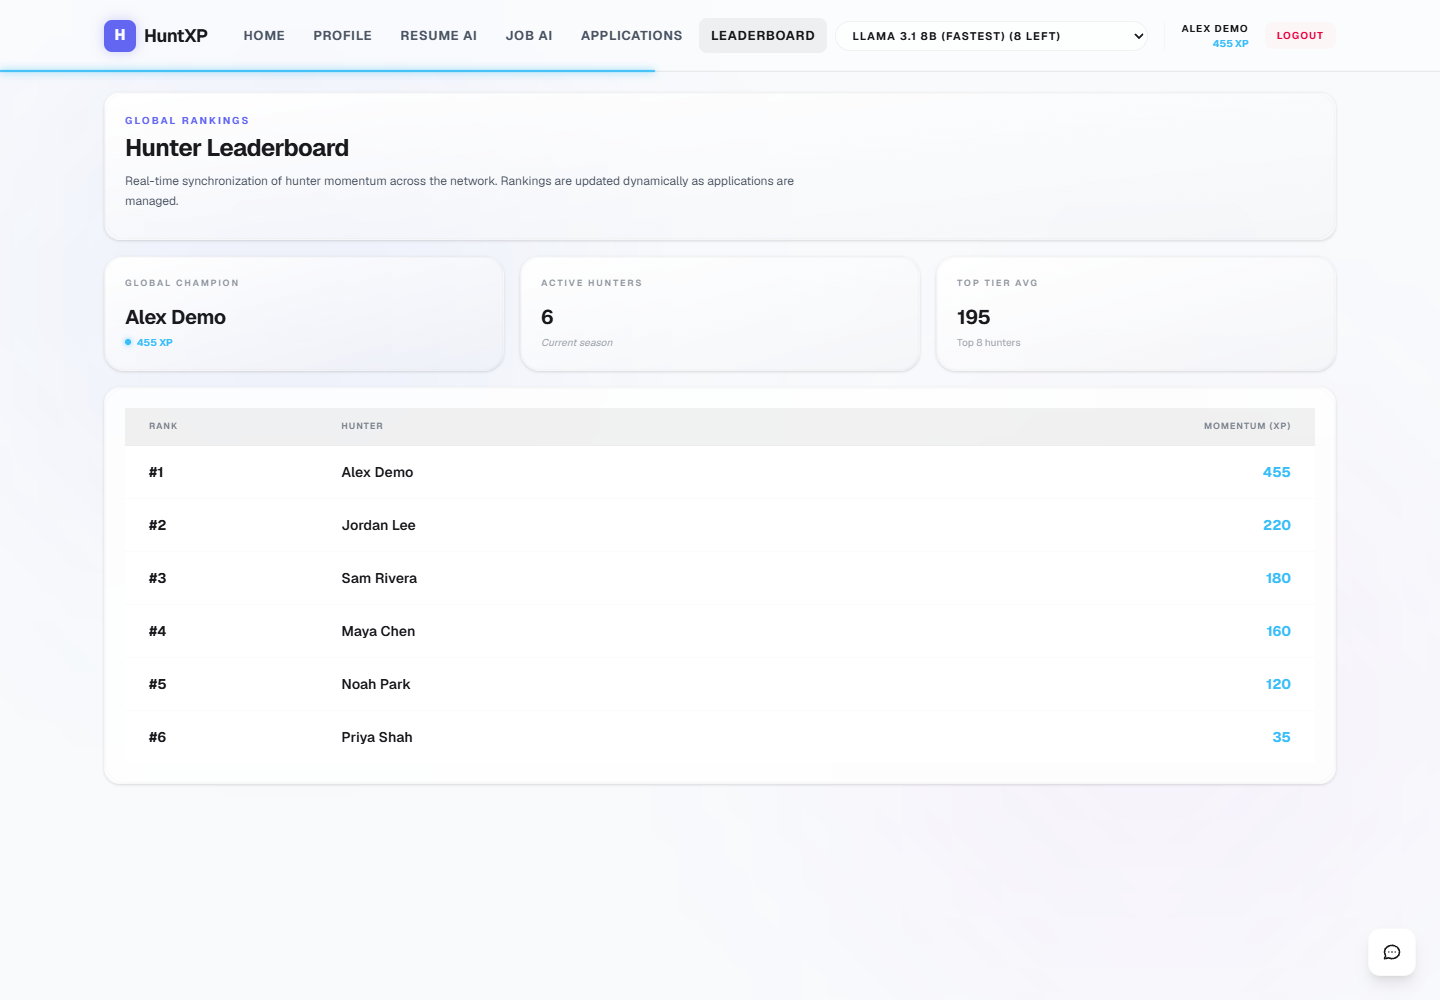 H HuntXP HOME PROFILE RESUME AI JOB AI APPLICATIONS LEADERBOARD LLAMA 3.1 8B (FASTEST) (8 LEFT) ALEX DEMO LOGOUT
455 XP
GLOBAL RANKINGS
Hunter Leaderboard
Real-time synchronization of hunter momentum across the network. Rankings are updated dynamically as applications are
managed.
GLOBAL CHAMPION
Alex Demo
455 XP
ACTIVE HUNTERS
6
Current season
TOP TIER AVG
195
Top 8 hunters
RANK HUNTER MOMENTUM (XP)
#1 Alex Demo 455
#2 Jordan Lee 220
#3 Sam Rivera 180
#4 Maya Chen 160
#5 Noah Park 120
#6 Priya Shah 35